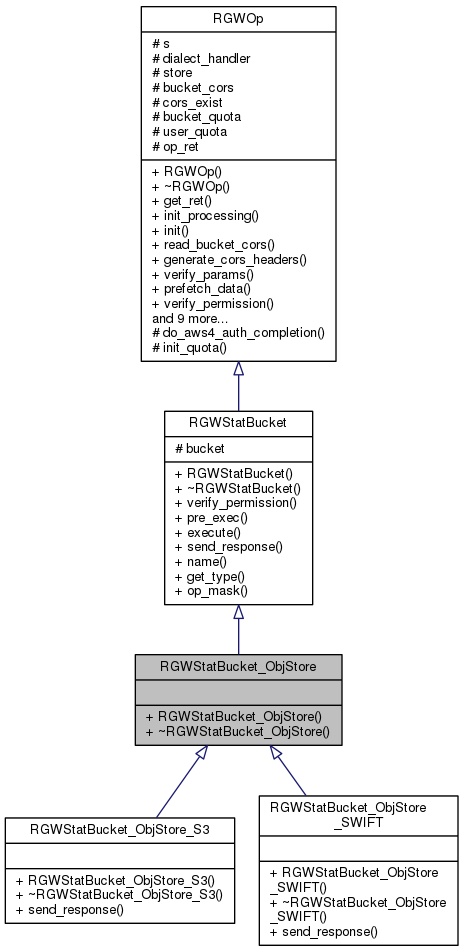 RGWOp
# s
# dialect_handler
# store
# bucket_cors
# cors_exist
# bucket_quota
# user_quota
# op_ret
+ RGWOp()
+ ~RGWOp()
+ get_ret()
+ init_processing()
+ init()
+ read_bucket_cors()
+ generate_cors_headers()
+ verify_params()
+ prefetch_data()
+ verify_permission()
and 9 more...
# do_aws4_auth_completion()
# init_quota()
RGWStatBucket
# bucket
+ RGWStatBucket()
+ ~RGWStatBucket()
+ verify_permission()
+ pre_exec()
+ execute()
+ send_response()
+ name()
+ get_type()
+ op_mask()
RGWStatBucket_ObjStore
+ RGWStatBucket_ObjStore()
+ ~RGWStatBucket_ObjStore()
RGWStatBucket_ObjStore_S3
+ RGWStatBucket_ObjStore_S3()
+ ~RGWStatBucket_ObjStore_S3()
+ send_response()
RGWStatBucket_ObjStore
_SWIFT
+ RGWStatBucket_ObjStore
_SWIFT()
+ ~RGWStatBucket_ObjStore
_SWIFT()
+ send_response()